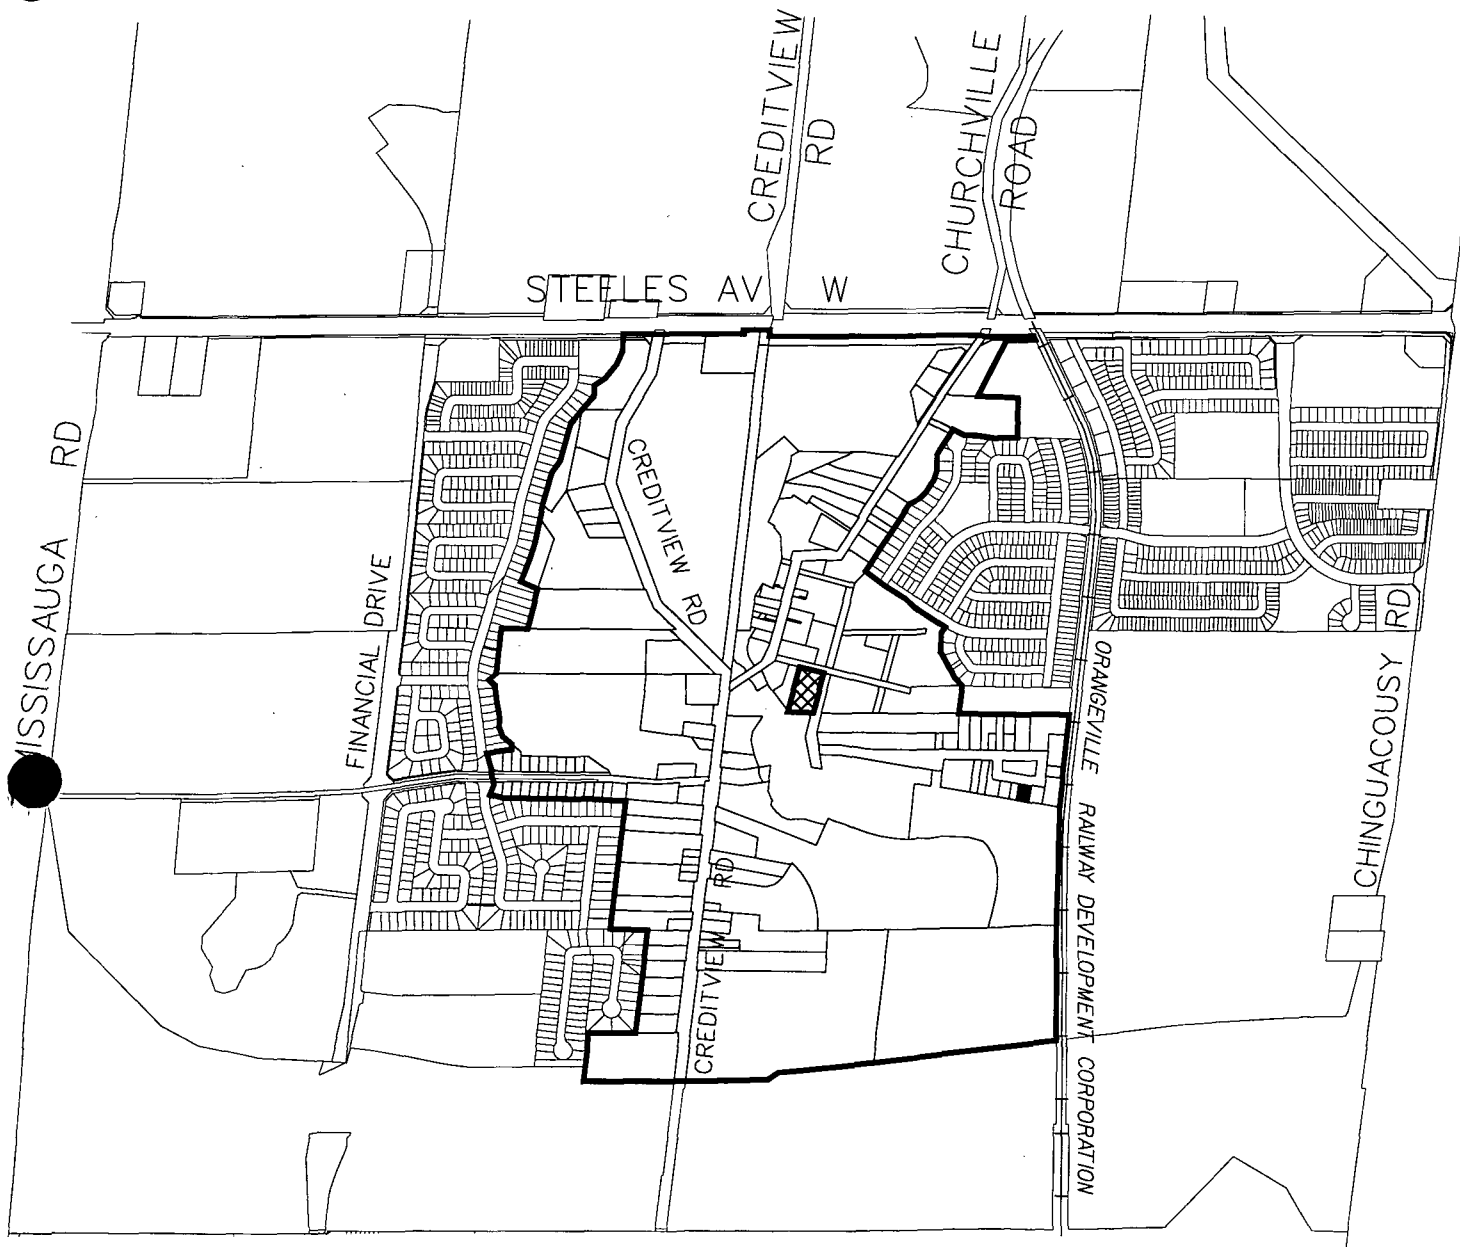 CREDITVIEW
RD
CHURCHVILLE
ROAD
STEELES AV W
MISSISSAUGA RD
CREDITVIEW RD
FINANCIAL DRIVE
CREDITVIEW RD
ORANGEVILLE RAILWAY DEVELOPMENT CORPORATION
CHINGUACOUSY RD